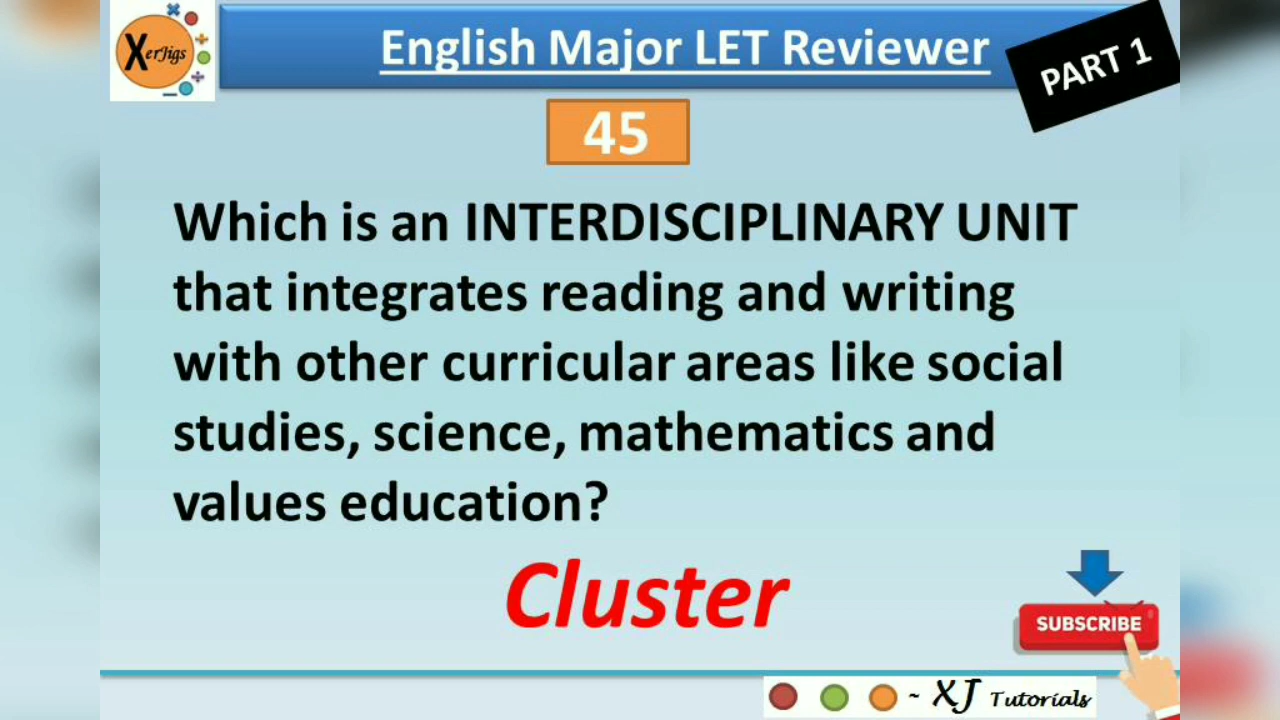 XerJigs
English Major LET Reviewer
PART 1
45
Which is an INTERDISCIPLINARY UNIT
that integrates reading and writing
with other curricular areas like social
studies, science, mathematics and
values education?
Cluster
SUBSCRIBE
~ XJ Tutorials